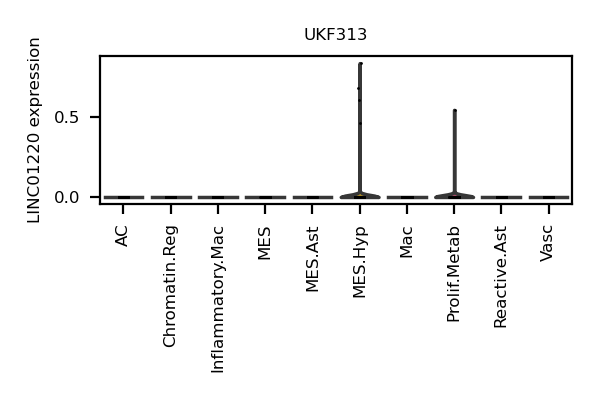 UKF313
LINC01220 expression
0.5
0.0
AC
Chromatin.Reg
Inflammatory.Mac
MES
MES.Ast
MES.Hyp
Mac
Prolif.Metab
Reactive.Ast
Vasc